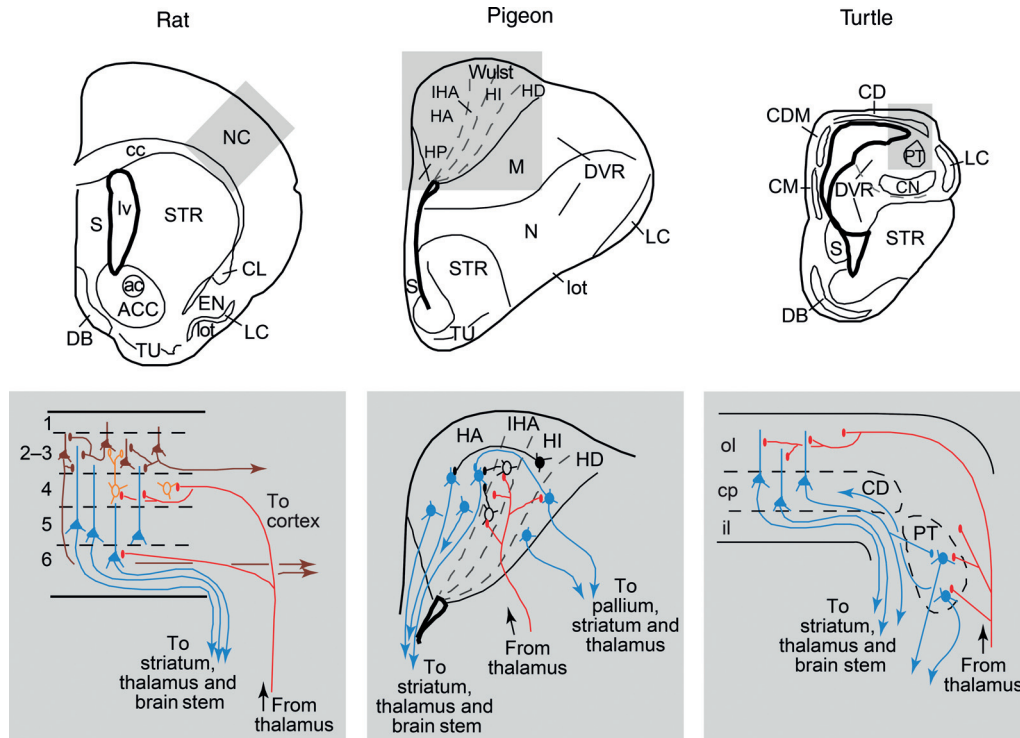 Rat
NC
cc
lv
S
STR
ac
ACC
CL
EN
lot
LC
DB
TU
Pigeon
Wulst
IHA
HI
HD
HA
HP
M
DVR
N
LC
S
STR
lot
TU
Turtle
CD
CDM
PT
LC
CM
DVR
CN
S
STR
DB
1
2–3
4
5
6
To
cortex
To
striatum,
thalamus and
brain stem
From
thalamus
HA
IHA
HI
HD
To
pallium,
striatum and
thalamus
From
thalamus
To
striatum,
thalamus and
brain stem
ol
cp
il
CD
PT
To
striatum,
thalamus and
brain stem
From
thalamus